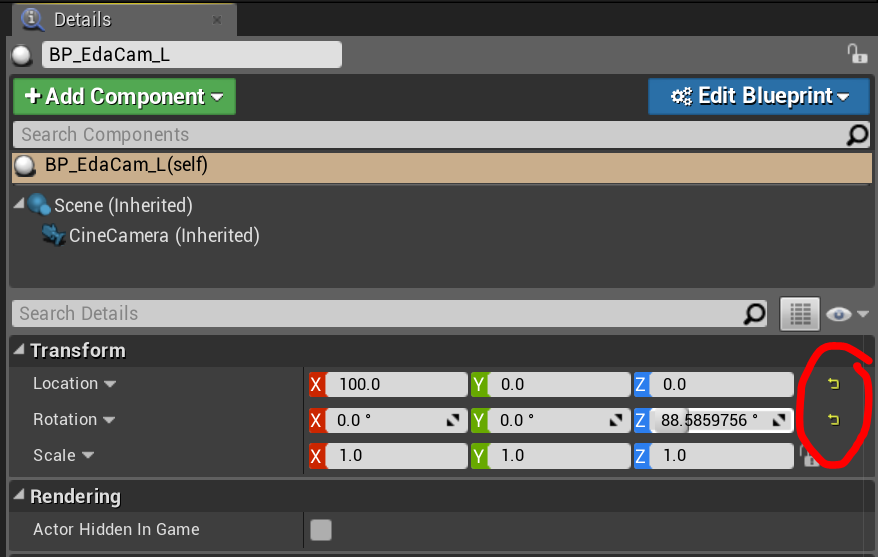 Details
BP_EdaCam_L
+ Add Component
Edit Blueprint
Search Components
BP_EdaCam_L(self)
Scene (Inherited)
CineCamera (Inherited)
Search Details
Transform
Location X 100.0 Y 0.0 Z 0.0
Rotation X 0.0 ° Y 0.0 ° Z 88.5859756 °
Scale X 1.0 Y 1.0 Z 1.0
Rendering
Actor Hidden In Game